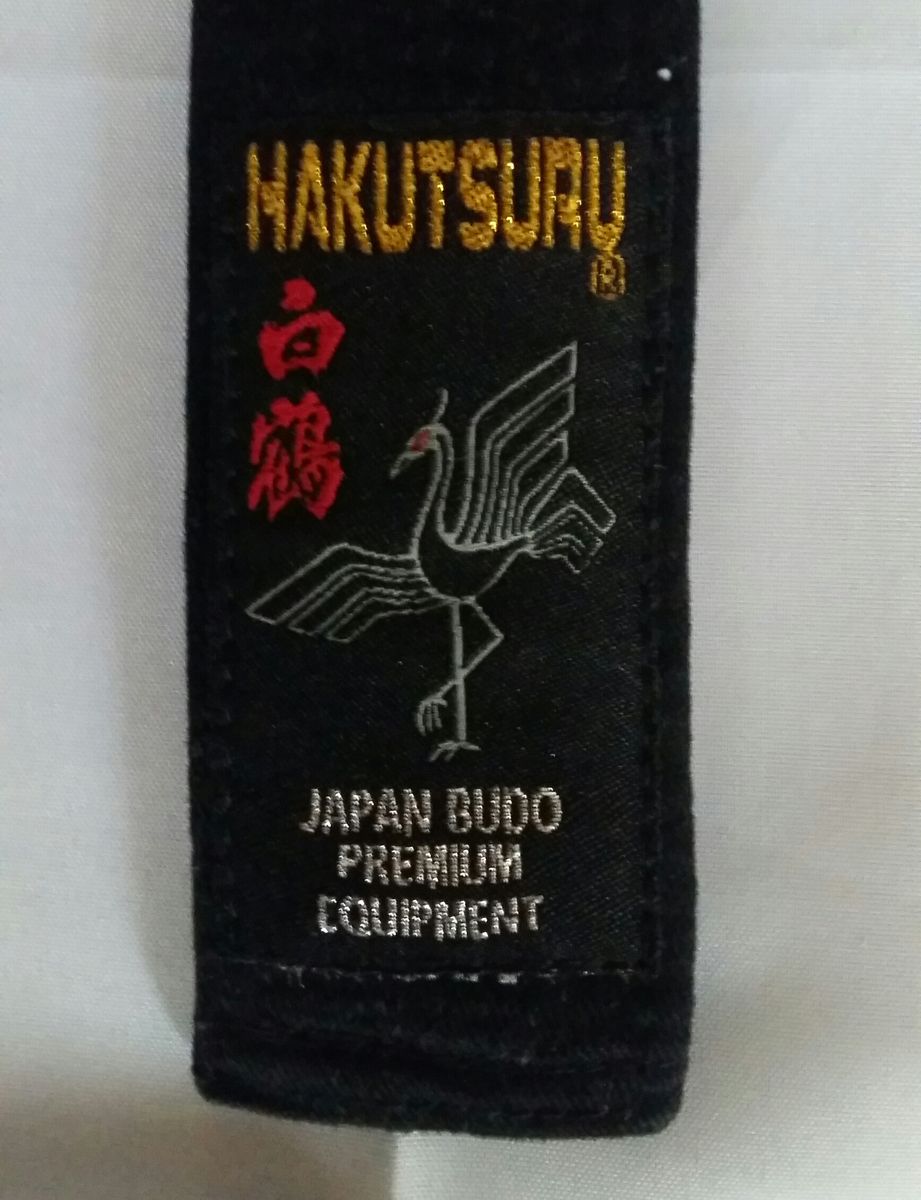 HAKUTSURU
®
白鶴
JAPAN BUDO
PREMIUM
EQUIPMENT